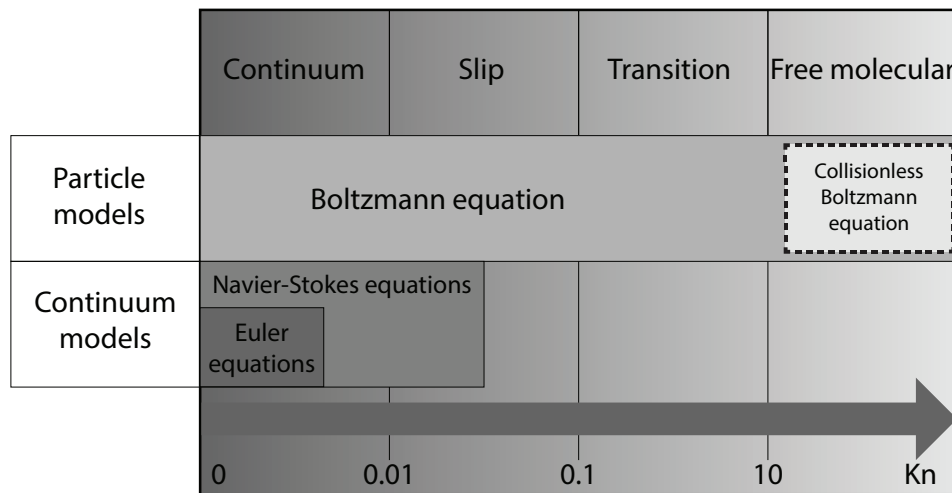 Continuum
Slip
Transition
Free molecular
Particle
models
Boltzmann equation
Collisionless
Boltzmann
equation
Continuum
models
Navier-Stokes equations
Euler
equations
0
0.01
0.1
10
Kn